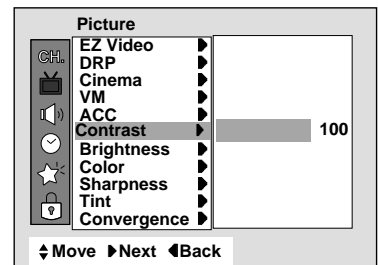 Picture
CH.
EZ Video
DRP
Cinema
VM
ACC
Contrast 100
Brightness
Color
Sharpness
Tint
Convergence
Move Next Back